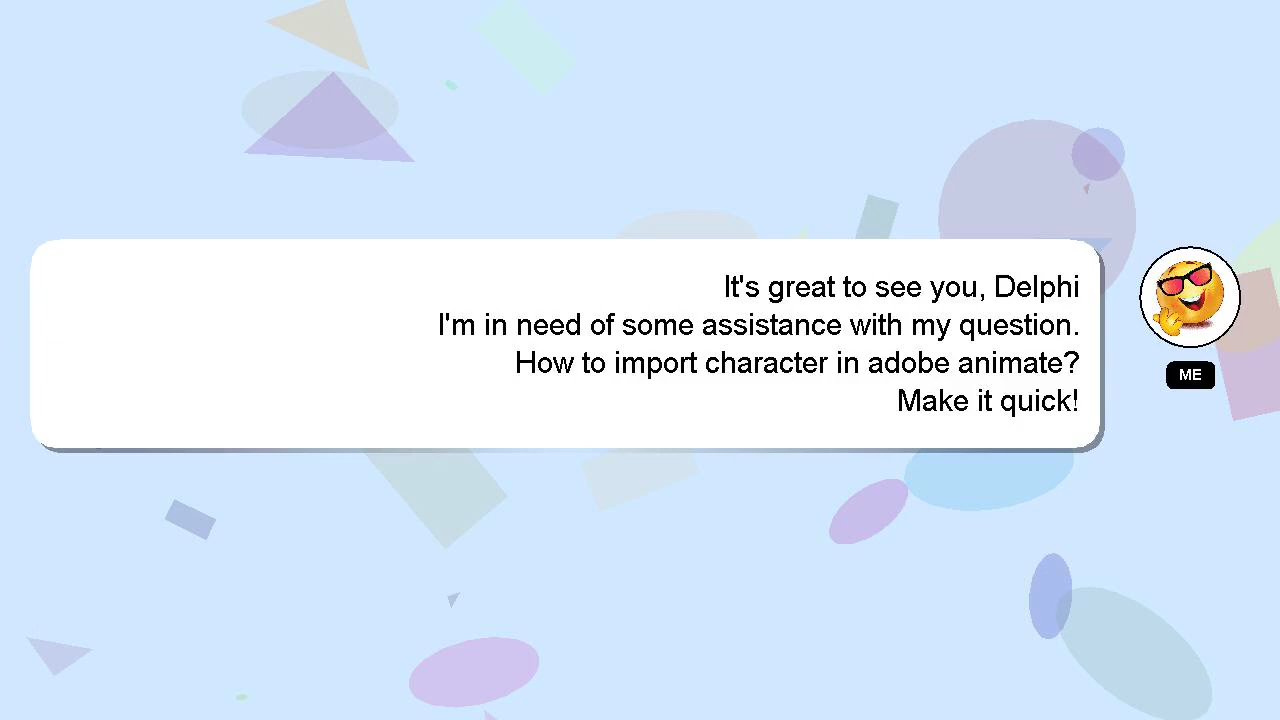 It's great to see you, Delphi
I'm in need of some assistance with my question.
How to import character in adobe animate?
Make it quick!
ME